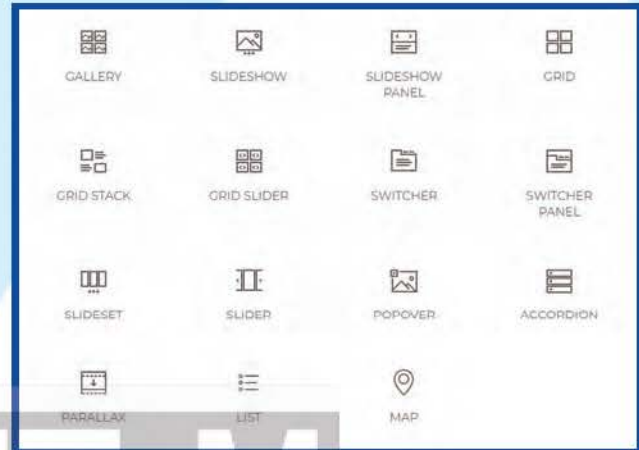 GALLERY
SLIDESHOW
SLIDESHOW
PANEL
GRID
GRID STACK
GRID SLIDER
SWITCHER
SWITCHER
PANEL
SLIDESET
SLIDER
POPOVER
ACCORDION
PARALLAX
LIST
MAP